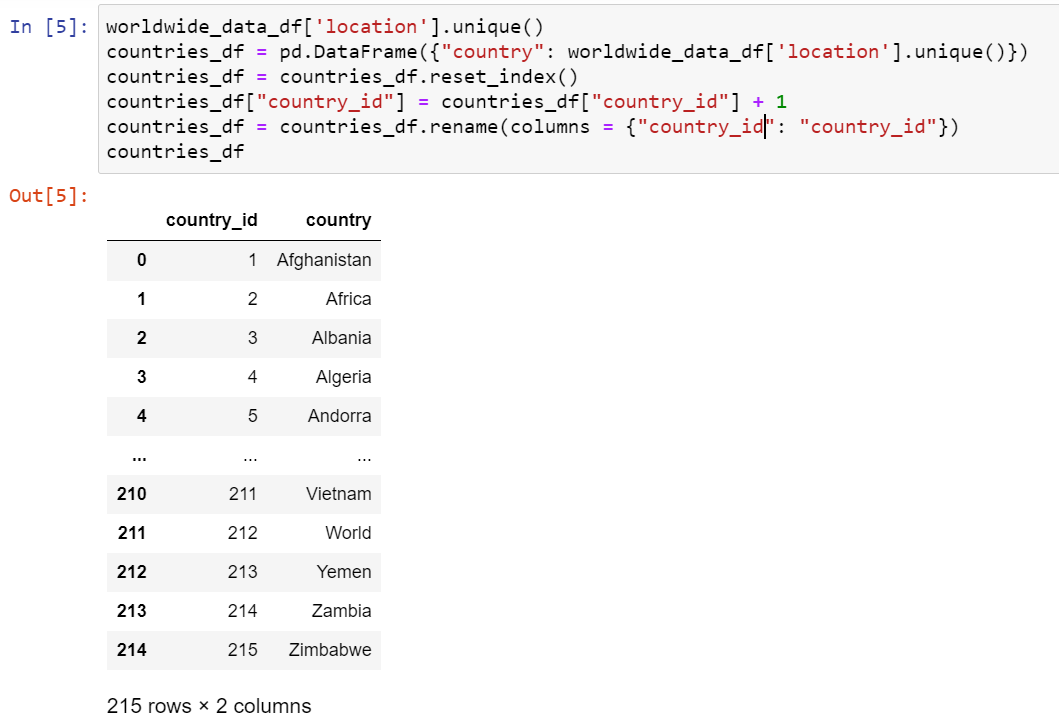 In [5]: worldwide_data_df['location'].unique()
countries_df = pd.DataFrame({"country": worldwide_data_df['location'].unique()})
countries_df = countries_df.reset_index()
countries_df["country_id"] = countries_df["country_id"] + 1
countries_df = countries_df.rename(columns = {"country_id": "country_id"})
countries_df
Out[5]:
country_id country
0 1 Afghanistan
1 2 Africa
2 3 Albania
3 4 Algeria
4 5 Andorra
... ... ...
210 211 Vietnam
211 212 World
212 213 Yemen
213 214 Zambia
214 215 Zimbabwe
215 rows × 2 columns